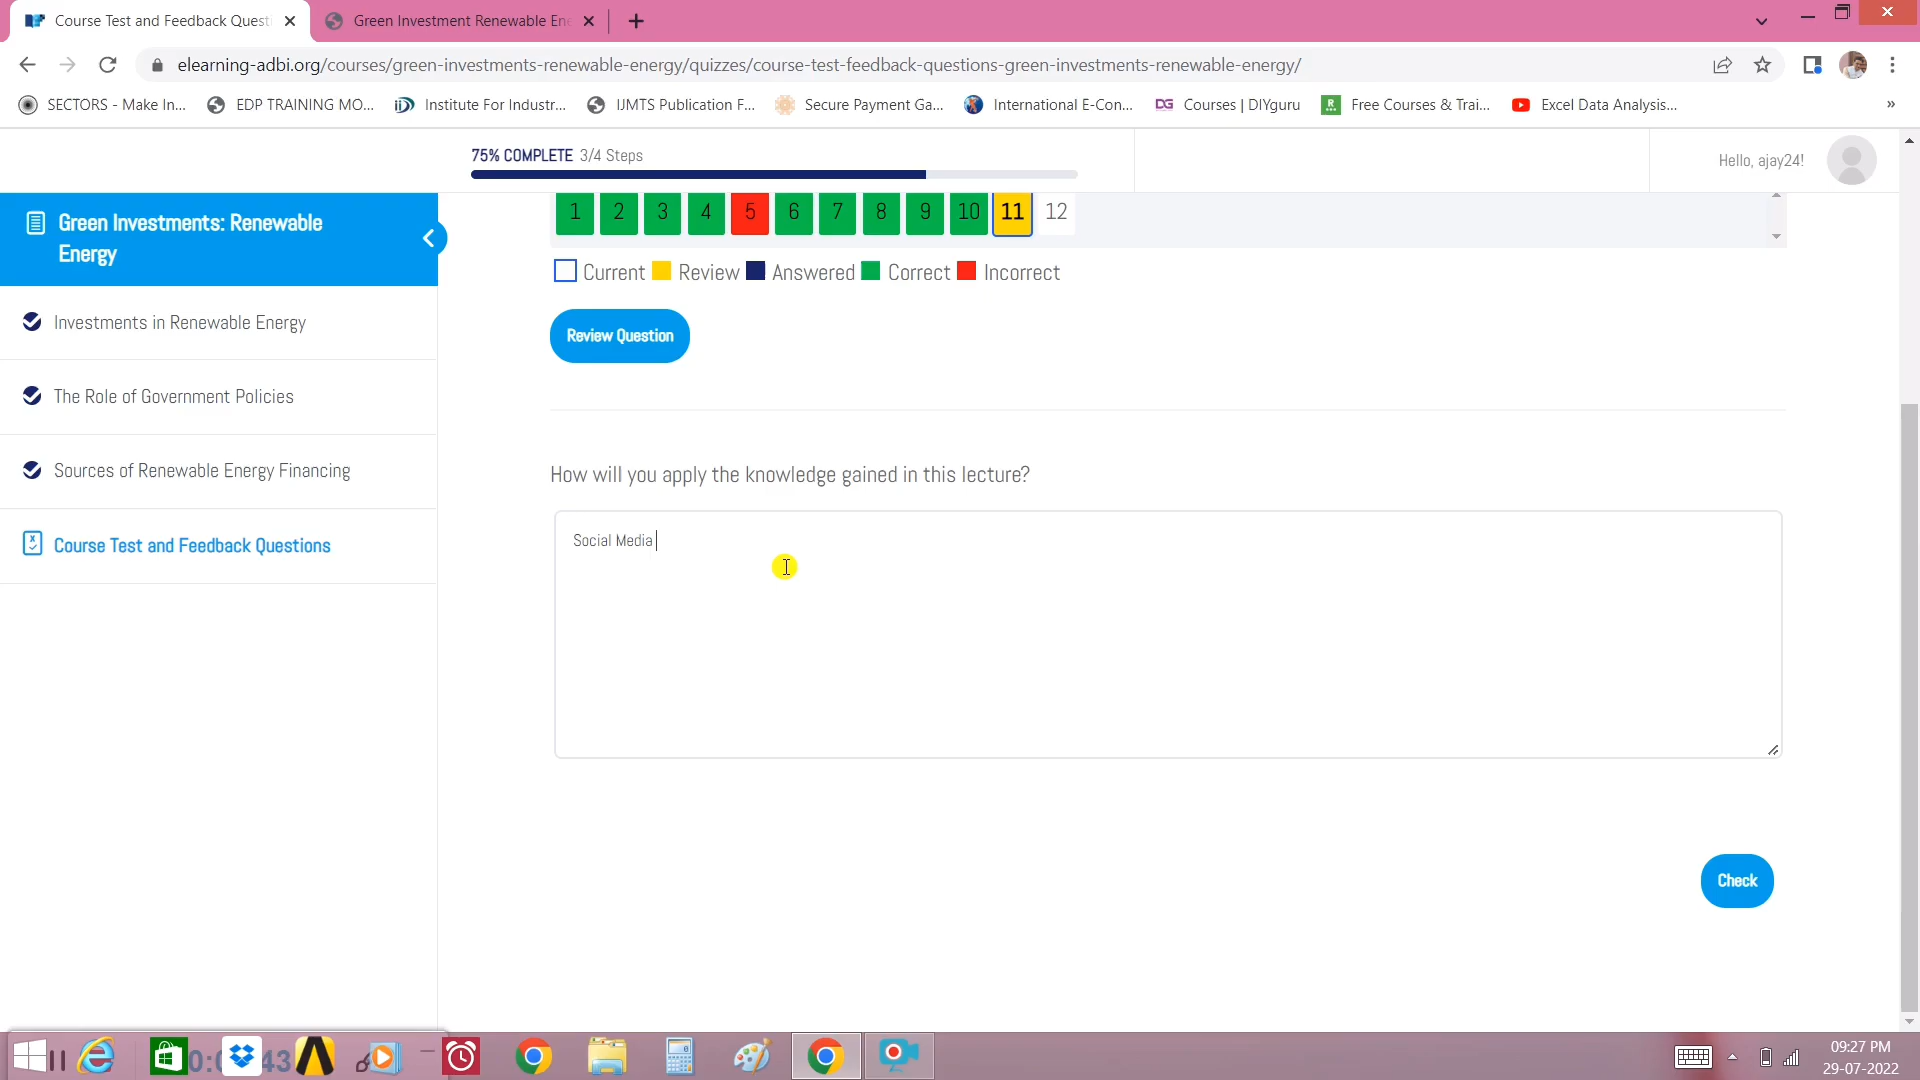 Course Test and Feedback Questi
Green Investment Renewable Ene
elearning-adbi.org/courses/green-investments-renewable-energy/quizzes/course-test-feedback-questions-green-investments-renewable-energy/
SECTORS - Make In...
EDP TRAINING MO...
Institute For Industr...
IJMTS Publication F...
Secure Payment Ga...
International E-Con...
DG Courses | DIYguru
Free Courses & Trai...
Excel Data Analysis...
»
75% COMPLETE 3/4 Steps
Hello, ajay24!
Green Investments: Renewable
Energy
Investments in Renewable Energy
The Role of Government Policies
Sources of Renewable Energy Financing
Course Test and Feedback Questions
1 2 3 4 5 6 7 8 9 10 11 12
Current Review Answered Correct Incorrect
Review Question
How will you apply the knowledge gained in this lecture?
Social Media
Check
09:27 PM
29-07-2022